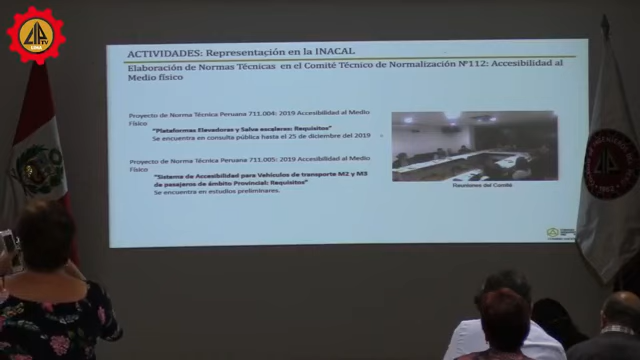 CIP
TV
LIMA
ACTIVIDADES: Representación en la INACAL
Elaboración de Normas Técnicas en el Comité Técnico de Normalización Nº112: Accesibilidad al
Medio físico
Proyecto de Norma Técnica Peruana 711.004: 2019 Accesibilidad al Medio
Físico
"Plataformas Elevadoras y Salva escaleras: Requisitos"
Se encuentra en consulta pública hasta el 25 de diciembre del 2019
Proyecto de Norma Técnica Peruana 711.005: 2019 Accesibilidad al Medio
Físico
"Sistema de Accesibilidad para Vehículos de transporte M2 y M3
de pasajeros de ámbito Provincial: Requisitos"
Se encuentra en estudios preliminares.
Reuniones del Comité